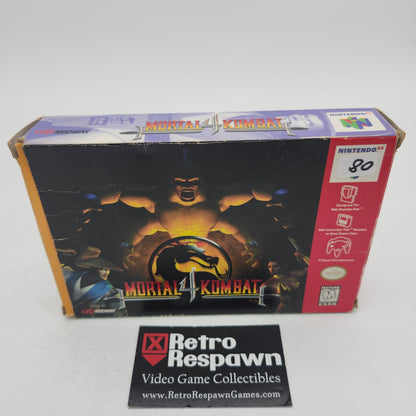 MIDWAY
MORTAL 4 KOMBAT
NINTENDO 64
NINTENDO 64
80
MORTAL 4 KOMBAT
MIDWAY
MATURE
Retro
Respawn
Video Game Collectibles
www.RetroRespawnGames.com